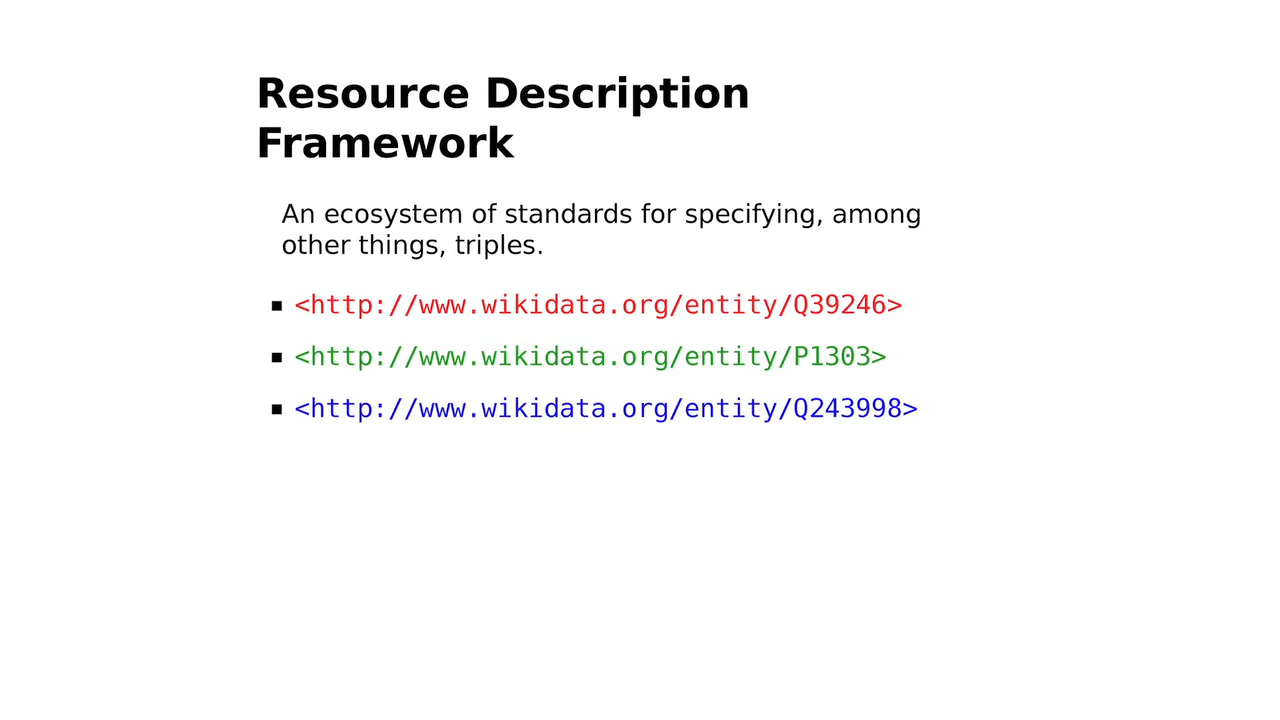 Resource Description
Framework
An ecosystem of standards for specifying, among
other things, triples.
▪ <http://www.wikidata.org/entity/Q39246>
▪ <http://www.wikidata.org/entity/P1303>
▪ <http://www.wikidata.org/entity/Q243998>